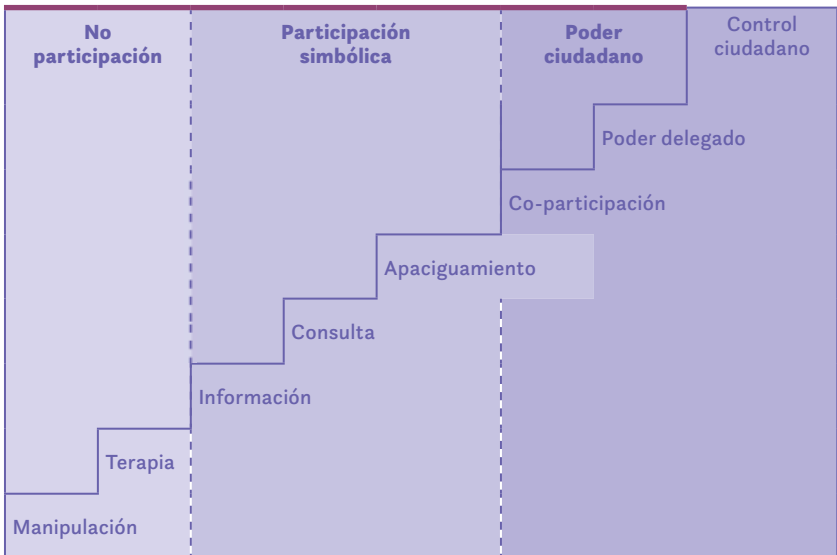 No
participación
Participación
simbólica
Poder
ciudadano
Control
ciudadano
Poder delegado
Co-participación
Apaciguamiento
Consulta
Información
Terapia
Manipulación